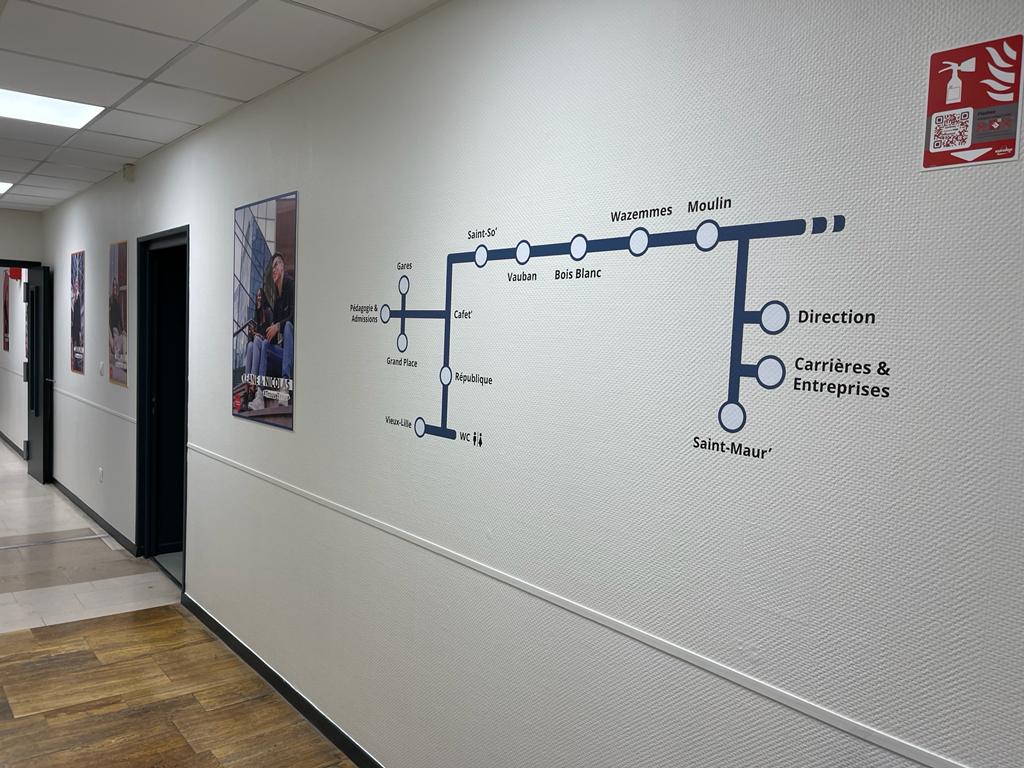 Saint-So'
Vauban
Bois Blanc
Wazemmes
Moulin
Gares
Pédagogie &
Admissions
Grand Place
Cafet'
République
Vieux-Lille
WC
Direction
Carrières &
Entreprises
Saint-Maur'